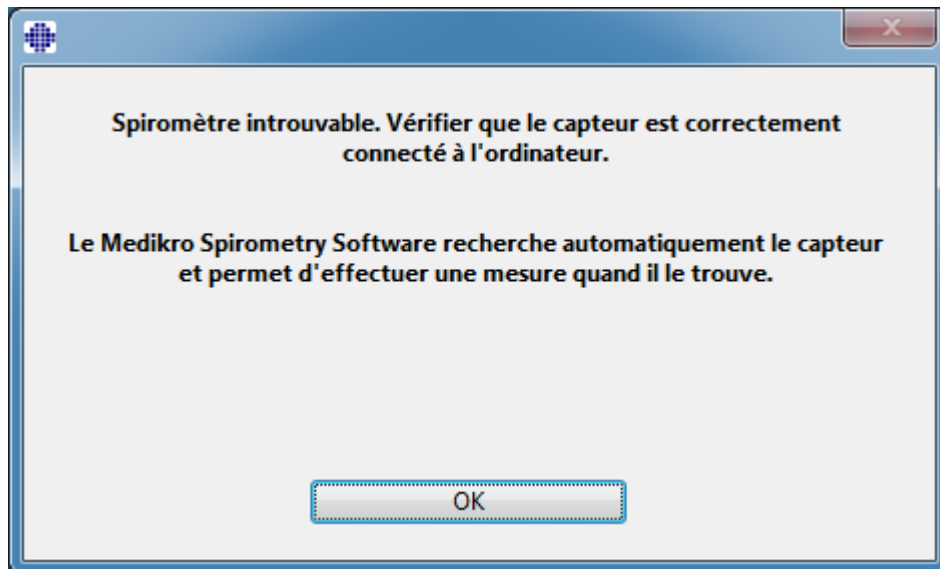 Spiromètre introuvable. Vérifier que le capteur est correctement
connecté à l'ordinateur.
Le Medikro Spirometry Software recherche automatiquement le capteur
et permet d'effectuer une mesure quand il le trouve.
OK